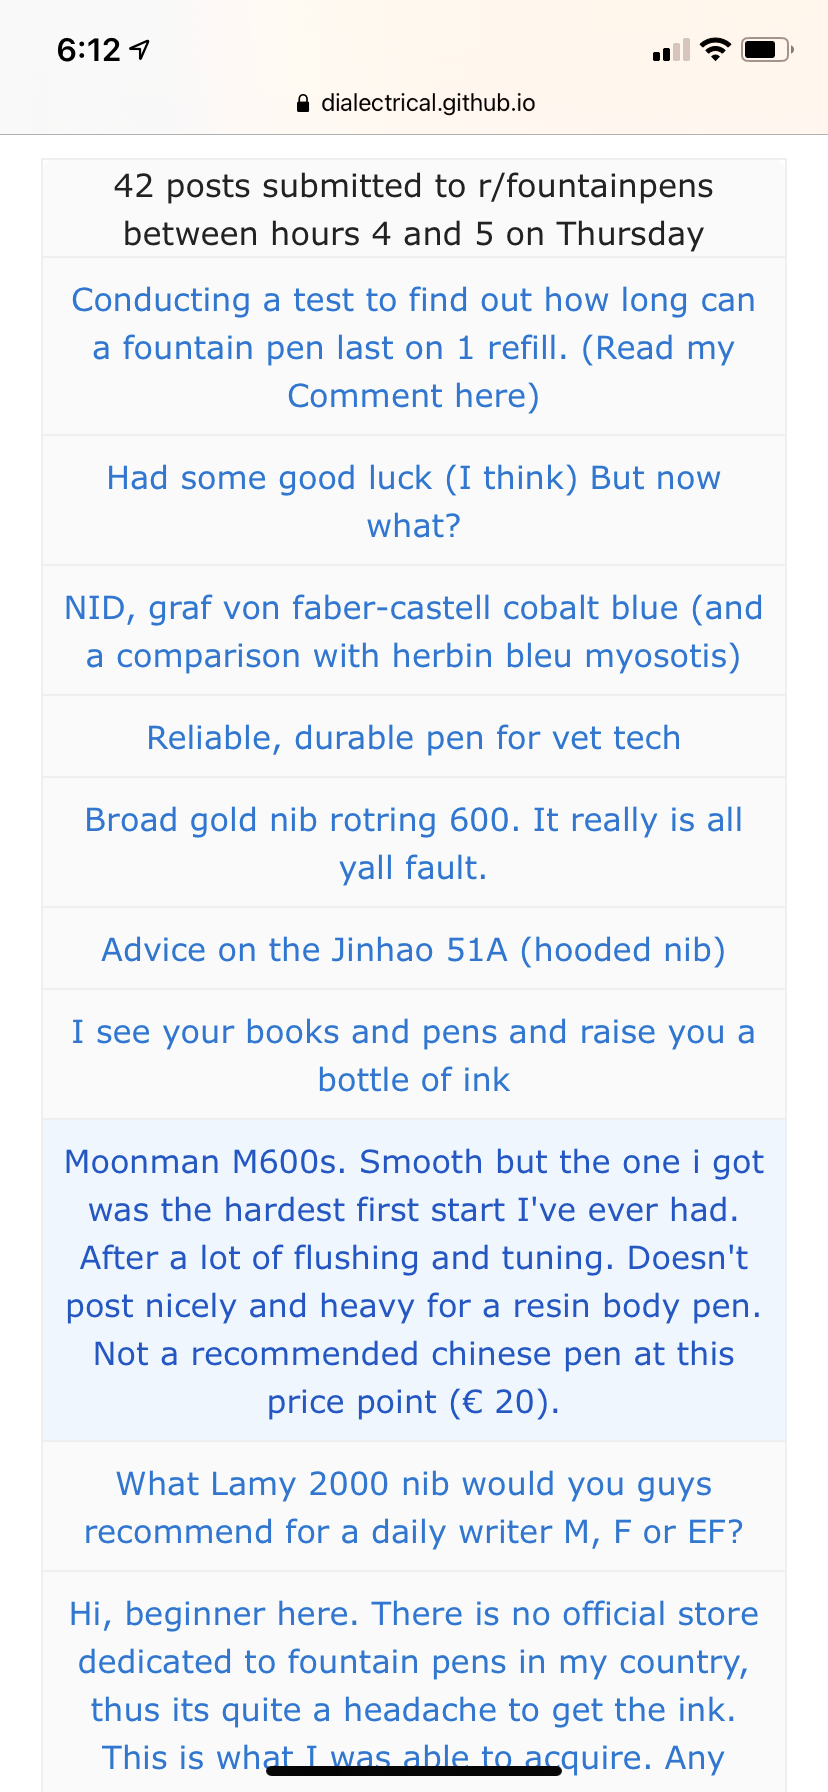 6:12
dialectrical.github.io
42 posts submitted to r/fountainpens
between hours 4 and 5 on Thursday
Conducting a test to find out how long can
a fountain pen last on 1 refill. (Read my
Comment here)
Had some good luck (I think) But now
what?
NID, graf von faber-castell cobalt blue (and
a comparison with herbin bleu myosotis)
Reliable, durable pen for vet tech
Broad gold nib rotring 600. It really is all
yall fault.
Advice on the Jinhao 51A (hooded nib)
I see your books and pens and raise you a
bottle of ink
Moonman M600s. Smooth but the one i got
was the hardest first start I've ever had.
After a lot of flushing and tuning. Doesn't
post nicely and heavy for a resin body pen.
Not a recommended chinese pen at this
price point (€ 20).
What Lamy 2000 nib would you guys
recommend for a daily writer M, F or EF?
Hi, beginner here. There is no official store
dedicated to fountain pens in my country,
thus its quite a headache to get the ink.
This is what I was able to acquire. Any